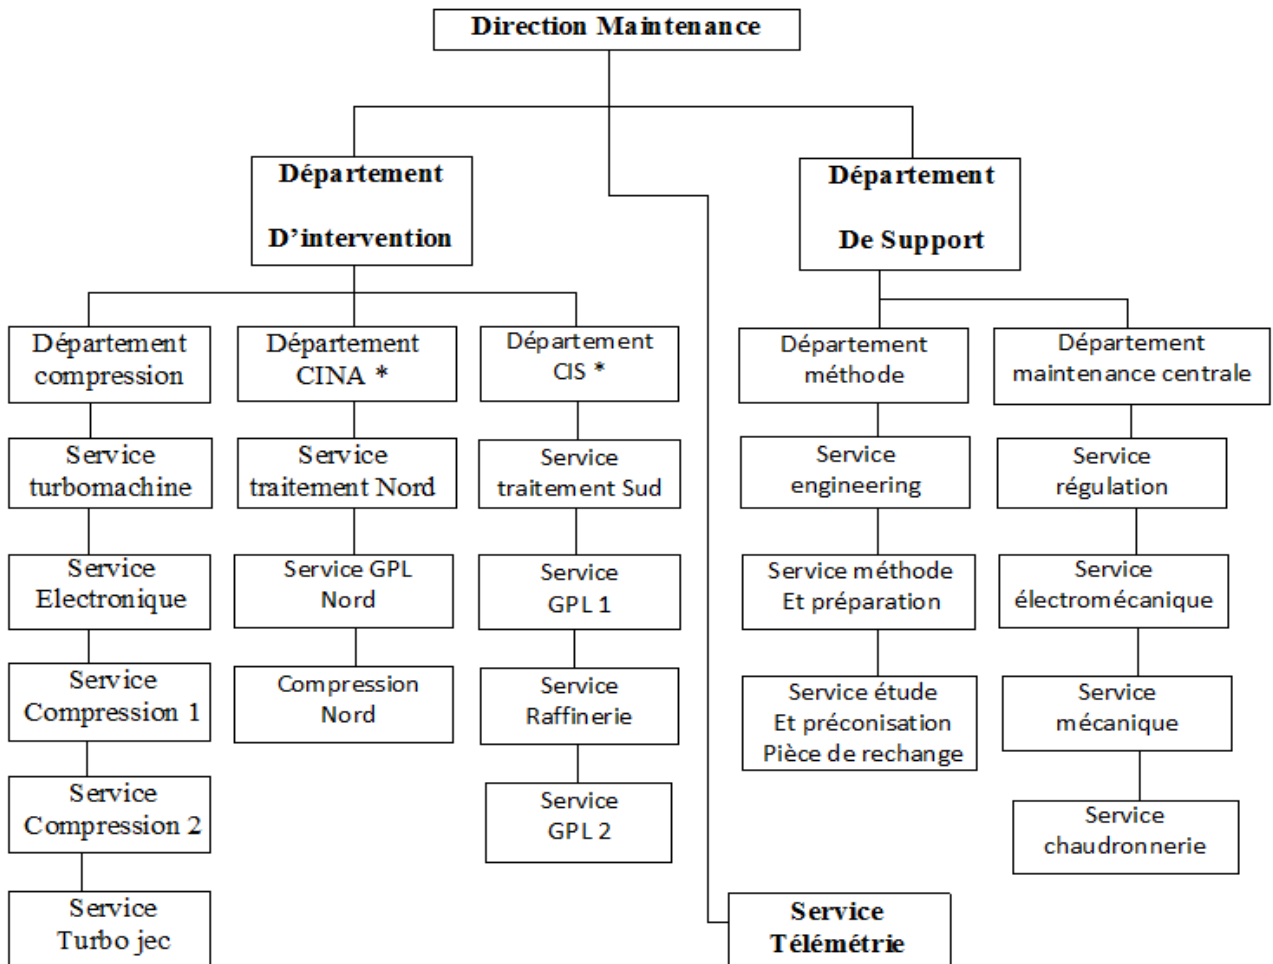 Direction Maintenance
Département
D’intervention
Département
De Support
Département
compression
Département
CINA *
Département
CIS *
Département
méthode
Département
maintenance centrale
Service
turbomachine
Service
traitement Nord
Service
traitement Sud
Service
engineering
Service
régulation
Service
Electronique
Service GPL
Nord
Service
GPL 1
Service méthode
Et préparation
Service
électromécanique
Service
Compression 1
Compression
Nord
Service
Raffinerie
Service étude
Et préconisation
Pièce de rechange
Service
mécanique
Service
Compression 2
Service
GPL 2
Service
chaudronnerie
Service
Turbo jec
Service
Télémétrie